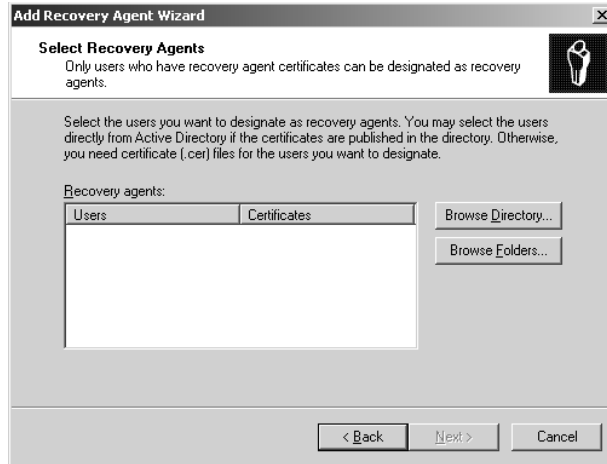 Add Recovery Agent Wizard
Select Recovery Agents
Only users who have recovery agent certificates can be designated as recovery
agents.
Select the users you want to designate as recovery agents. You may select the users
directly from Active Directory if the certificates are published in the directory. Otherwise,
you need certificate (.cer) files for the users you want to designate.
Recovery agents:
Users Certificates
Browse Directory...
Browse Folders...
< Back Next > Cancel